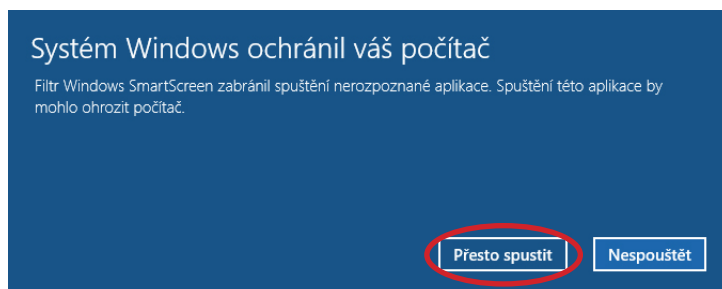 Systém Windows ochránil váš počítač
Filtr Windows SmartScreen zabránil spuštění nerozpoznané aplikace. Spuštění této aplikace by
mohlo ohrozit počítač.
Přesto spustit
Nespouštět